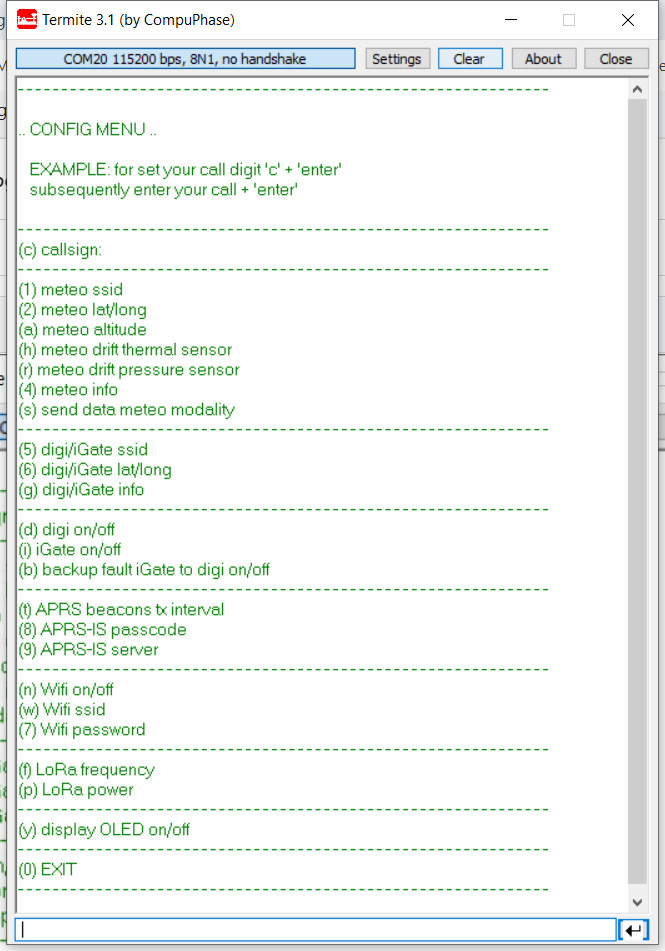 Termite 3.1 (by CompuPhase)
COM20 115200 bps, 8N1, no handshake
Settings
Clear
About
Close
------------------------------------------------------
.. CONFIG MENU ..
EXAMPLE: for set your call digit 'c' + 'enter'
subsequently enter your call + 'enter'
------------------------------------------------------
(c) callsign:
------------------------------------------------------
(1) meteo ssid
(2) meteo lat/long
(a) meteo altitude
(h) meteo drift thermal sensor
(r) meteo drift pressure sensor
(4) meteo info
(s) send data meteo modality
------------------------------------------------------
(5) digi/iGate ssid
(6) digi/iGate lat/long
(g) digi/iGate info
------------------------------------------------------
(d) digi on/off
(i) iGate on/off
(b) backup fault iGate to digi on/off
------------------------------------------------------
(t) APRS beacons tx interval
(8) APRS-IS passcode
(9) APRS-IS server
------------------------------------------------------
(n) Wifi on/off
(w) Wifi ssid
(7) Wifi password
------------------------------------------------------
(f) LoRa frequency
(p) LoRa power
------------------------------------------------------
(y) display OLED on/off
------------------------------------------------------
(0) EXIT
------------------------------------------------------